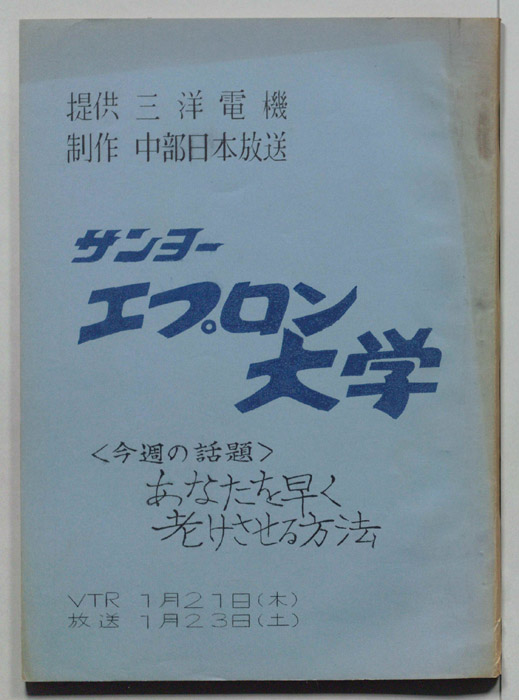 提供 三洋電機
制作 中部日本放送
サンヨー
エプロン
大学
<今週の話題>
あなたを早く
老けさせる方法
VTR 1月21日(木)
放送 1月23日(土)